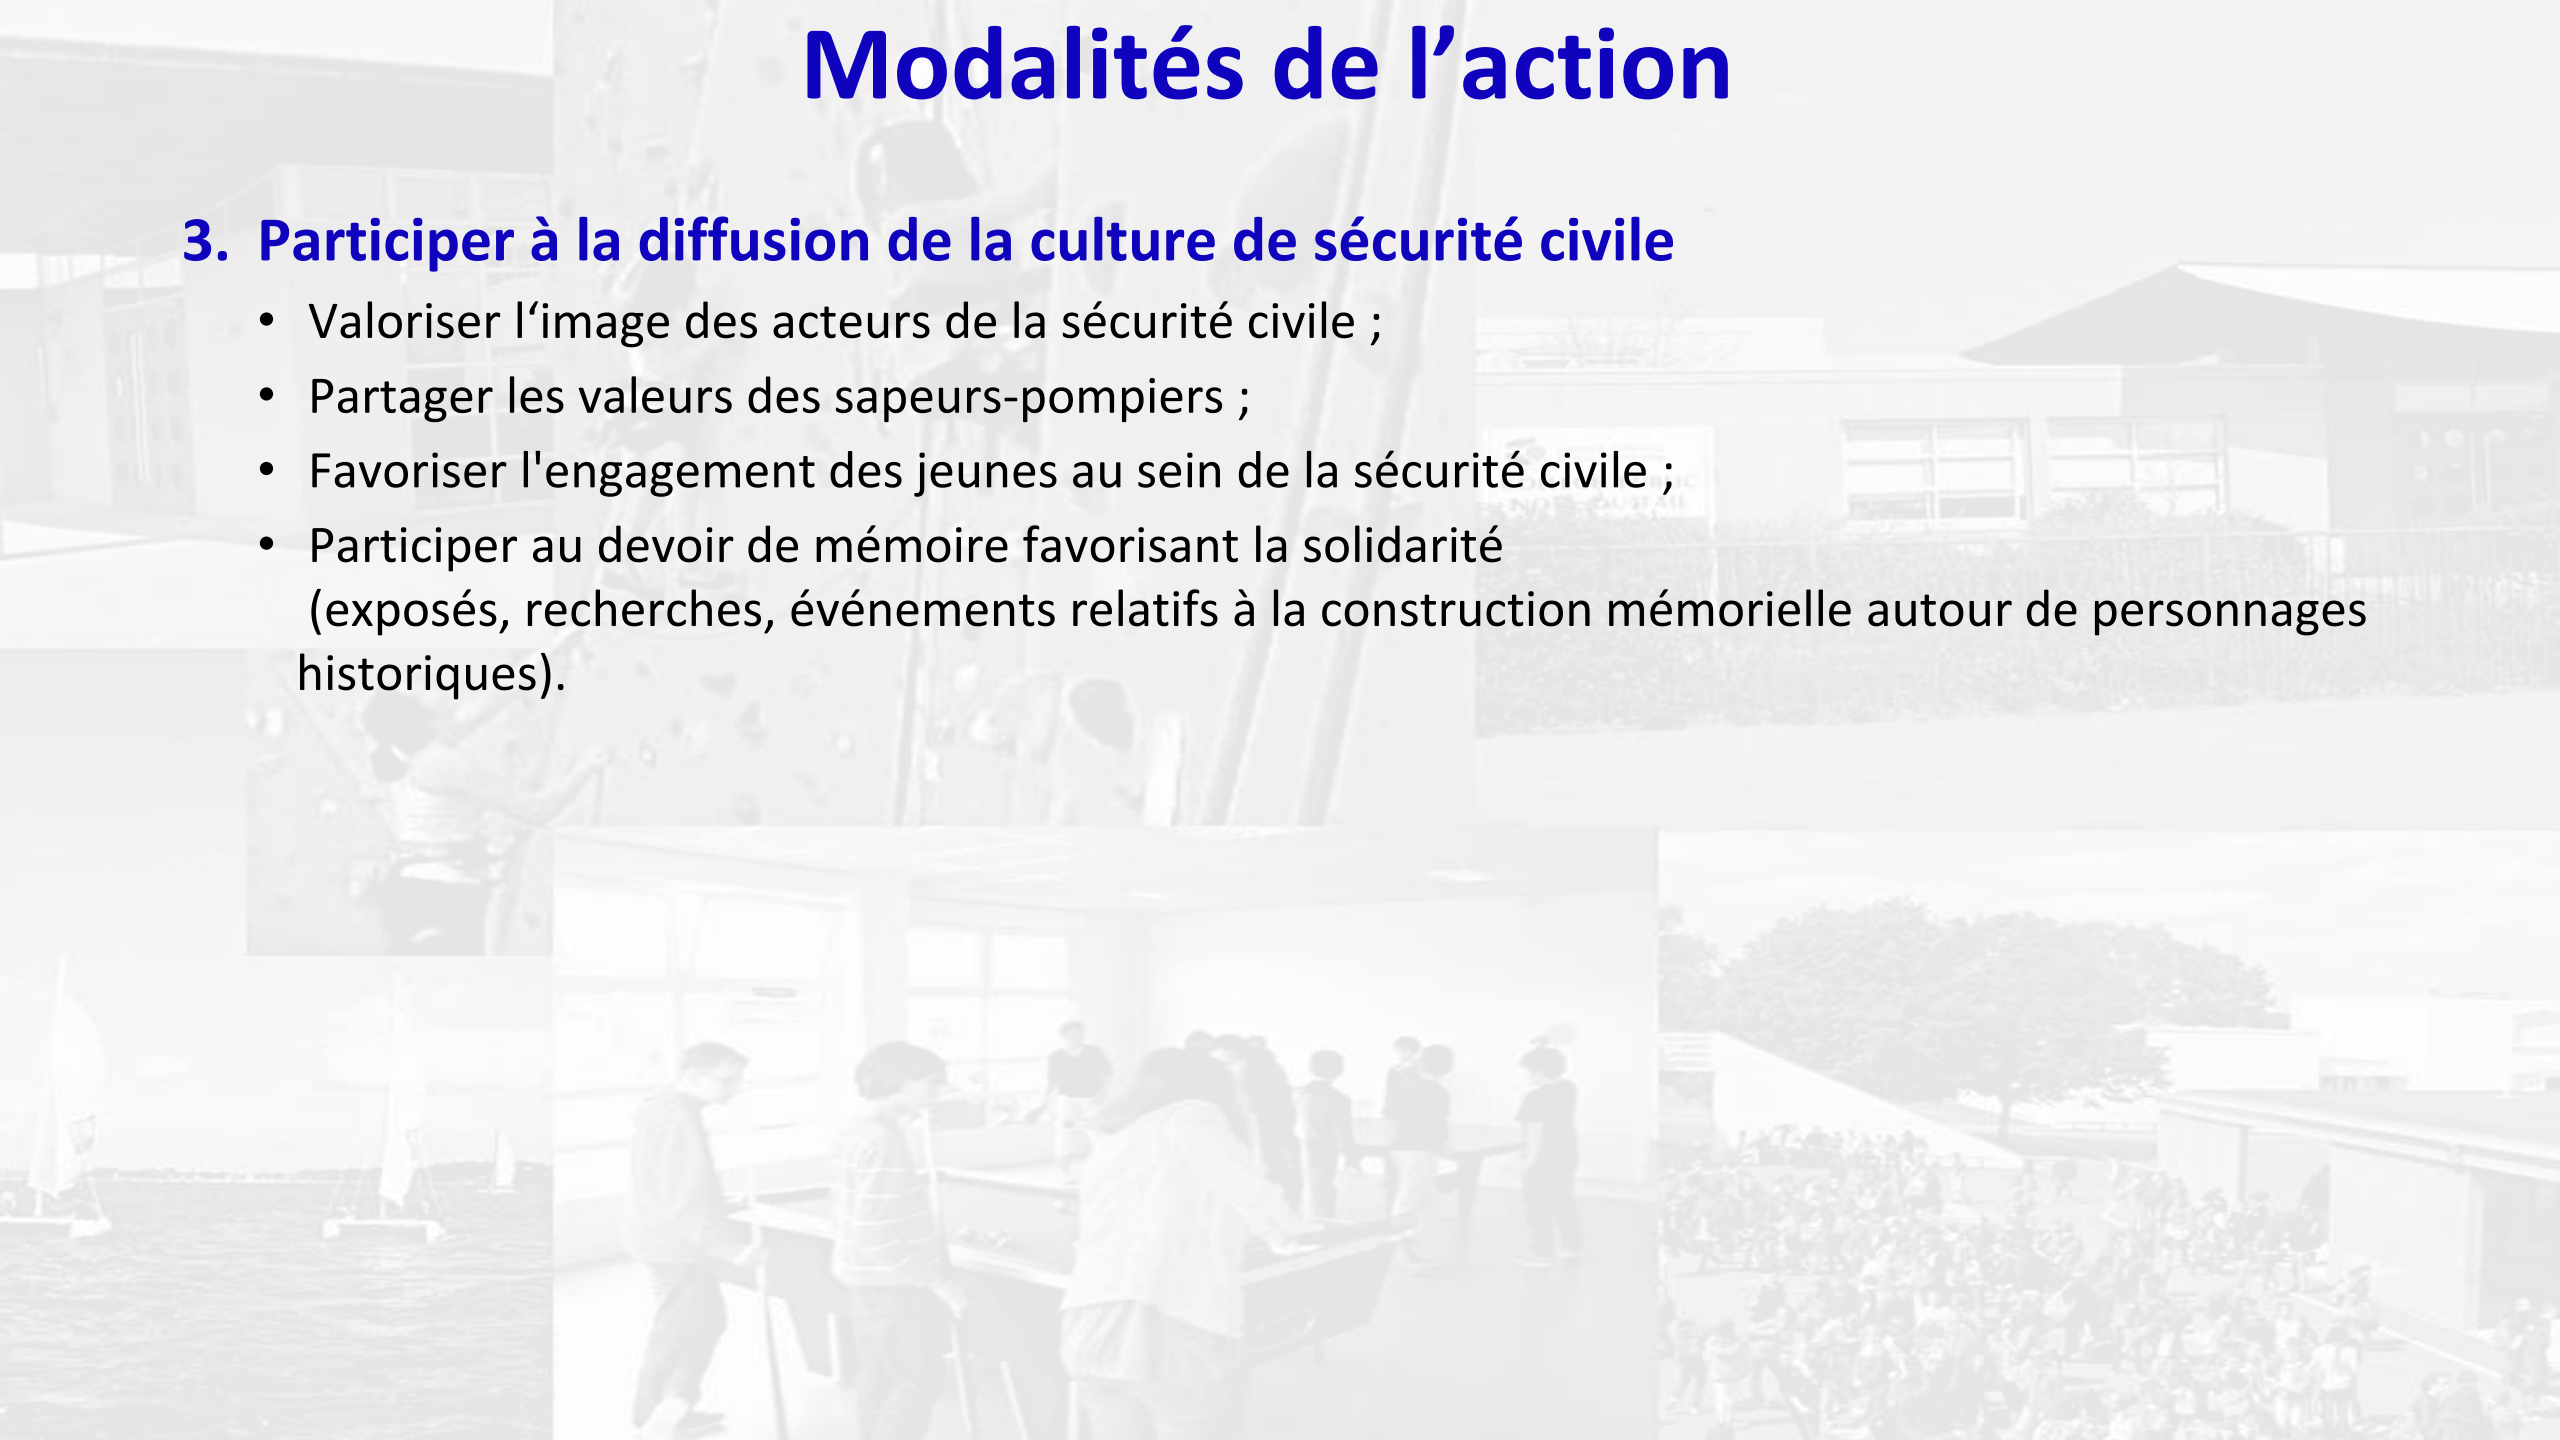 Modalités de l’action
3. Participer à la diffusion de la culture de sécurité civile
• Valoriser l‘image des acteurs de la sécurité civile ;
• Partager les valeurs des sapeurs-pompiers ;
• Favoriser l'engagement des jeunes au sein de la sécurité civile ;
• Participer au devoir de mémoire favorisant la solidarité
(exposés, recherches, événements relatifs à la construction mémorielle autour de personnages
historiques).